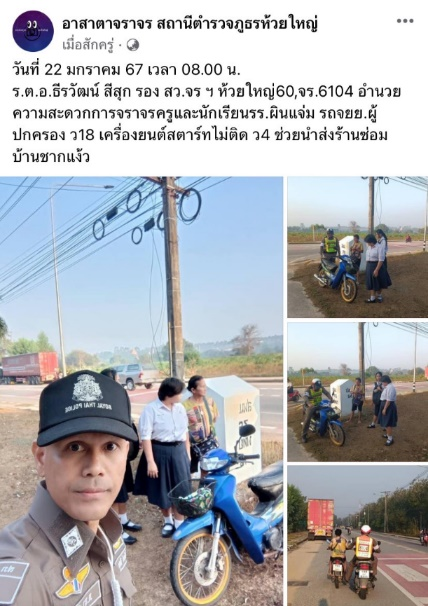 อาสาตาจราจร สถานีตำรวจภูธรห้วยใหญ่
เมื่อสักครู่
วันที่ 22 มกราคม 67 เวลา 08.00 น.
ร.ต.อ.ธีรวัฒน์ สีสุก รอง สว.จร ฯ ห้วยใหญ่60,จร.6104 อำนวย
ความสะดวกการจราจรครูและนักเรียนรร.ผินแจ่ม รถจยย.ผู้
ปกครอง ว18 เครื่องยนต์สตาร์ทไม่ติด ว4 ช่วยนำส่งร้านซ่อม
บ้านชากแง้ว
ROYAL THAI POLICE